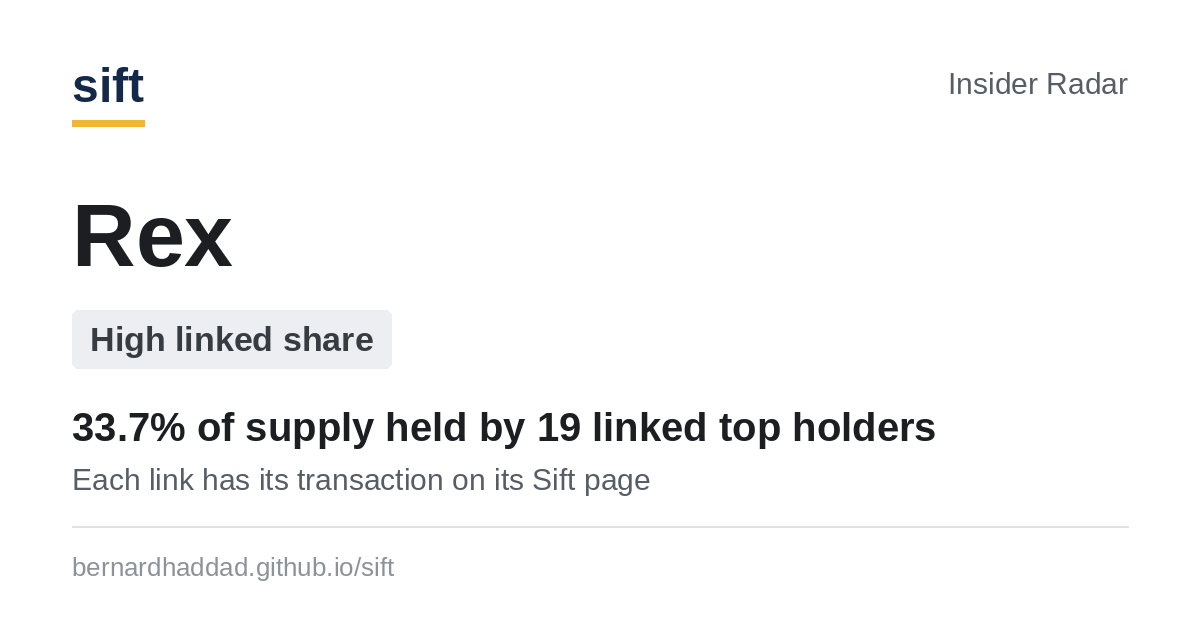 sift
Insider Radar
Rex
High linked share
33.7% of supply held by 19 linked top holders
Each link has its transaction on its Sift page
bernardhaddad.github.io/sift